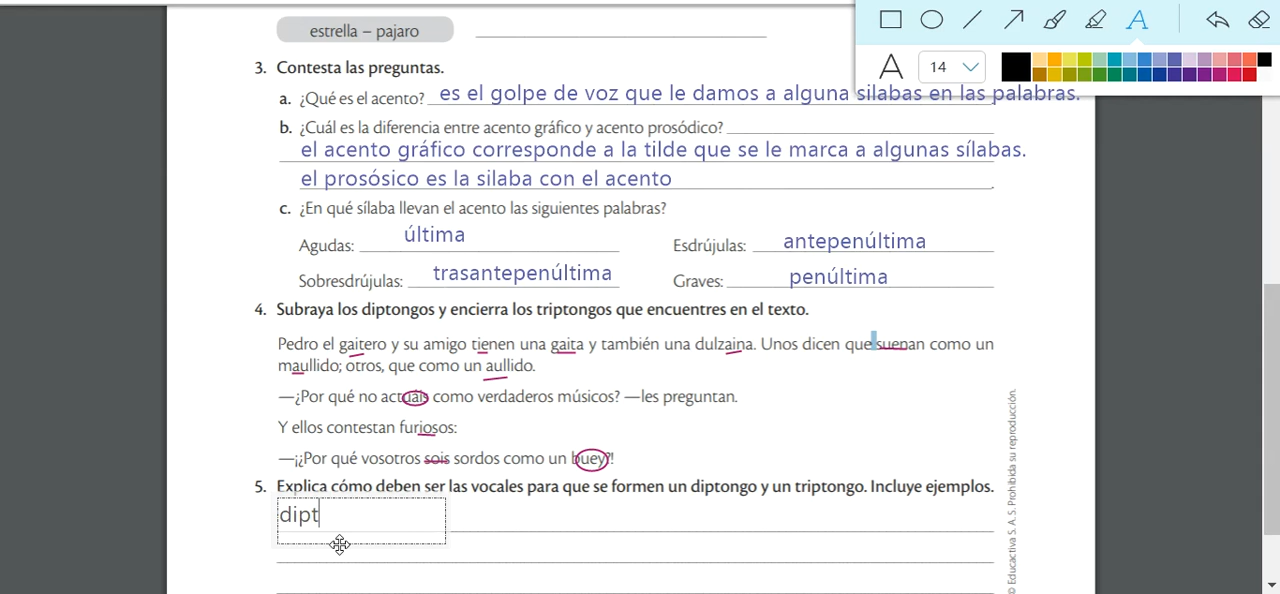 14
estrella – pajaro
3. Contesta las preguntas.
a. ¿Qué es el acento? es el golpe de voz que le damos a alguna silabas en las palabras.
b. ¿Cuál es la diferencia entre acento gráfico y acento prosódico?
el acento gráfico corresponde a la tilde que se le marca a algunas sílabas.
el prosósico es la silaba con el acento
c. ¿En qué sílaba llevan el acento las siguientes palabras?
Agudas: última Esdrújulas: antepenúltima
Sobresdrújulas: trasantepenúltima Graves: penúltima
4. Subraya los diptongos y encierra los triptongos que encuentres en el texto.
Pedro el gaitero y su amigo tienen una gaita y también una dulzaina. Unos dicen que suenan como un
maullido; otros, que como un aullido.
—¿Por qué no actuáis como verdaderos músicos? —les preguntan.
Y ellos contestan furiosos:
—¡¿Por qué vosotros sois sordos como un buey?!
5. Explica cómo deben ser las vocales para que se formen un diptongo y un triptongo. Incluye ejemplos.
dipt
© Educactiva S. A. S. Prohibida su reproducción.